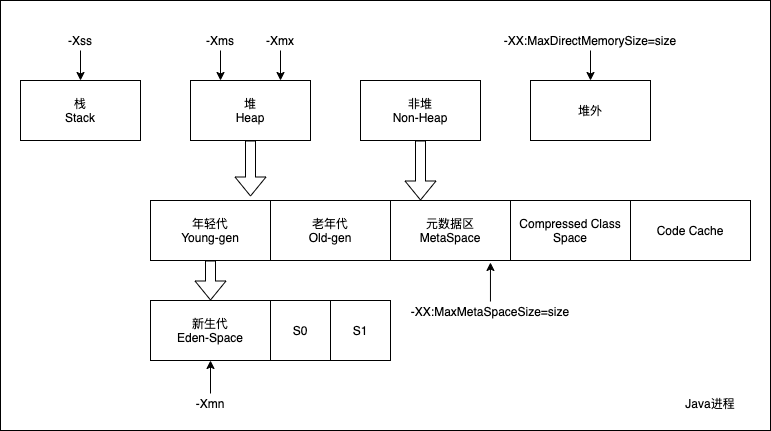 -Xss
-Xms
-Xmx
-XX:MaxDirectMemorySize=size
栈
Stack
堆
Heap
非堆
Non-Heap
堆外
年轻代
Young-gen
老年代
Old-gen
元数据区
MetaSpace
Compressed Class
Space
Code Cache
-XX:MaxMetaSpaceSize=size
新生代
Eden-Space
S0
S1
-Xmn
Java进程